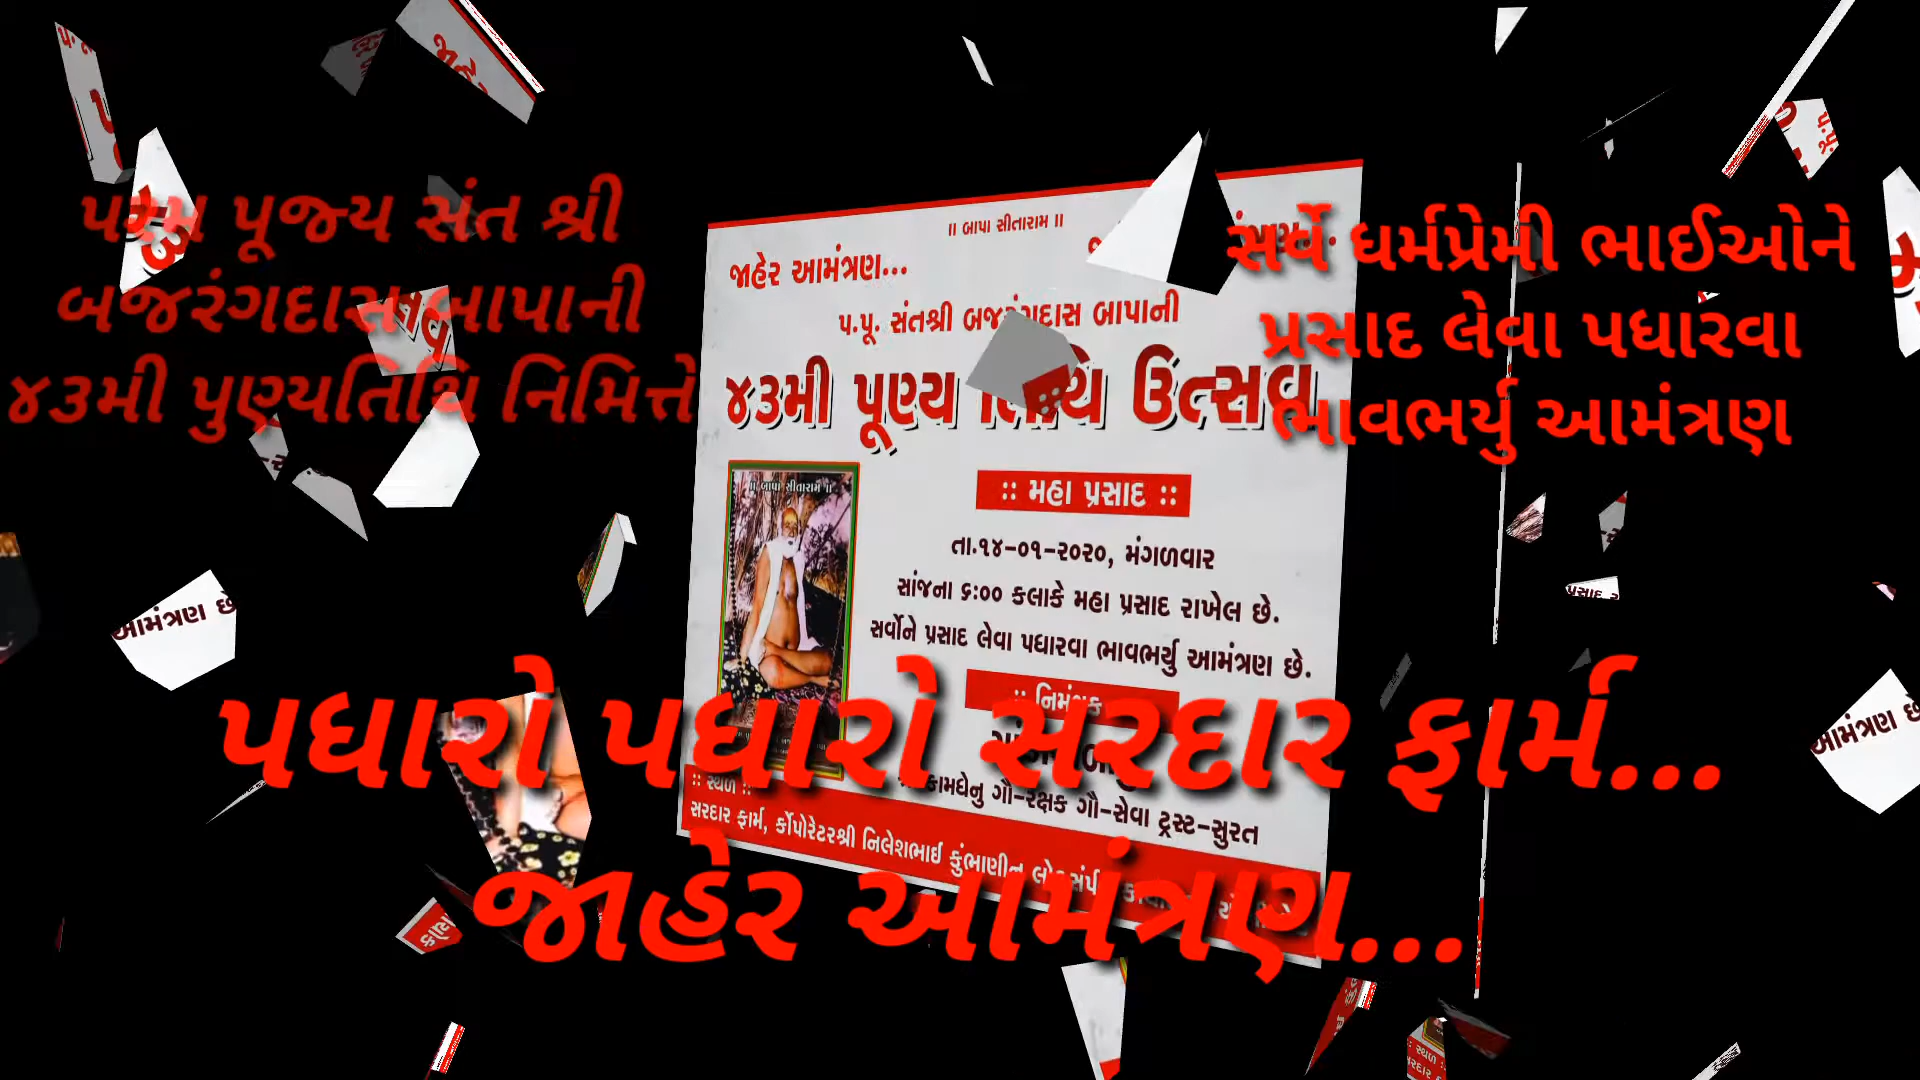 પરમ પૂજ્ય સંત શ્રી
બજરંગદાસ બાપાની
૪૩મી પુણ્યતિથિ નિમિત્તે
સર્વે ધર્મપ્રેમી ભાઈઓને
પ્રસાદ લેવા પધારવા
ભાવભર્યુ આમંત્રણ
॥ બાપા સીતારામ ॥
જાહેર આમંત્રણ...
પ.પૂ. સંતશ્રી બજરંગદાસ બાપાની
૪૩મી પૂણ્ય તિથિ ઉત્સવ
:: મહા પ્રસાદ ::
॥ બાપા સીતારામ ॥
તા.૧૪-૦૧-૨૦૨૦, મંગળવાર
સાંજના ૬:૦૦ કલાકે મહા પ્રસાદ રાખેલ છે.
સર્વોને પ્રસાદ લેવા પધારવા ભાવભર્યુ આમંત્રણ છે.
:: નિમંત્રક
કામધેનુ ગૌ-રક્ષક ગૌ-સેવા ટ્રસ્ટ-સુરત
:: સ્થળ ::
સરદાર ફાર્મ, કોર્પોરેટરશ્રી નિલેશભાઈ કુંભાણીના
પધારો પધારો સરદાર ફાર્મ...
જાહેર આમંત્રણ...
આમંત્રણ છે
આમંત્રણ છે